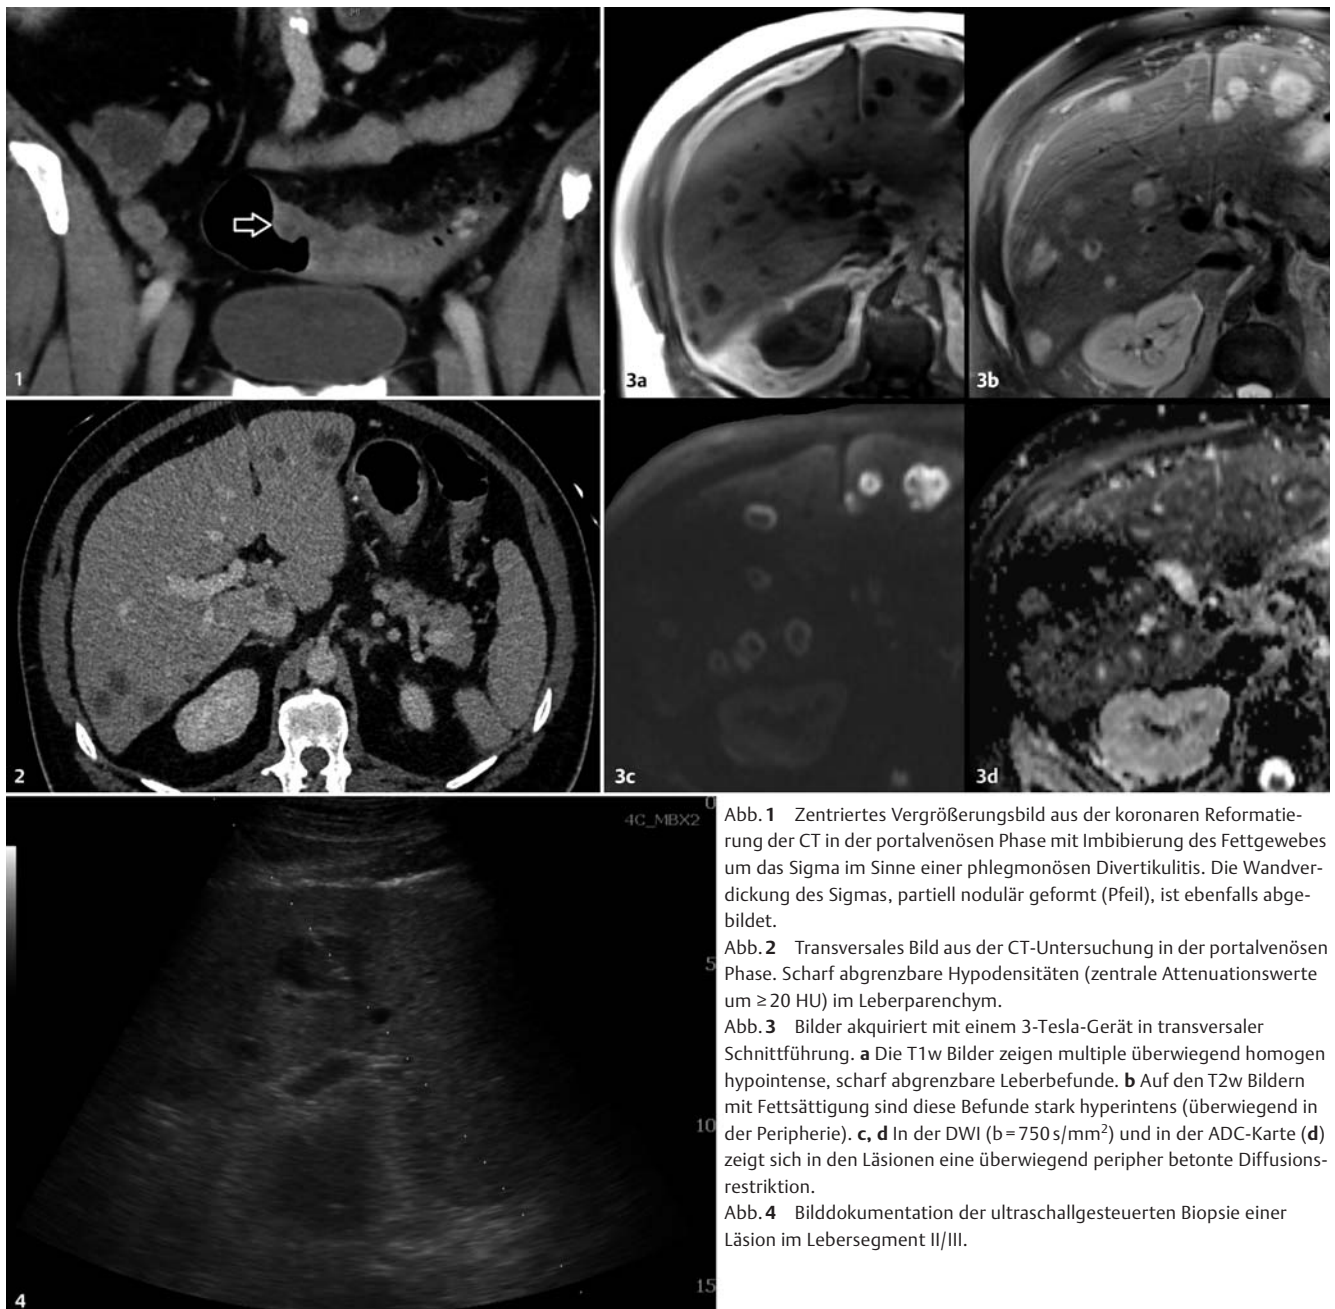 1
3a
3b
2
3c
3d
4C_MBX2
0
5
10
15
4
Abb. 1 Zentriertes Vergrößerungsbild aus der koronaren Reformatie-
rung der CT in der portalvenösen Phase mit Imbibierung des Fettgewebes
um das Sigma im Sinne einer phlegmonösen Divertikulitis. Die Wandver-
dickung des Sigmas, partiell nodulär geformt (Pfeil), ist ebenfalls abge-
bildet.
Abb. 2 Transversales Bild aus der CT-Untersuchung in der portalvenösen
Phase. Scharf abgrenzbare Hypodensitäten (zentrale Attenuationswerte
um ≥ 20 HU) im Leberparenchym.
Abb. 3 Bilder akquiriert mit einem 3-Tesla-Gerät in transversaler
Schnittführung. a Die T1w Bilder zeigen multiple überwiegend homogen
hypointense, scharf abgrenzbare Leberbefunde. b Auf den T2w Bildern
mit Fettsättigung sind diese Befunde stark hyperintens (überwiegend in
der Peripherie). c, d In der DWI (b = 750 s/mm²) und in der ADC-Karte (d)
zeigt sich in den Läsionen eine überwiegend peripher betonte Diffusions-
restriktion.
Abb. 4 Bilddokumentation der ultraschallgesteuerten Biopsie einer
Läsion im Lebersegment II/III.